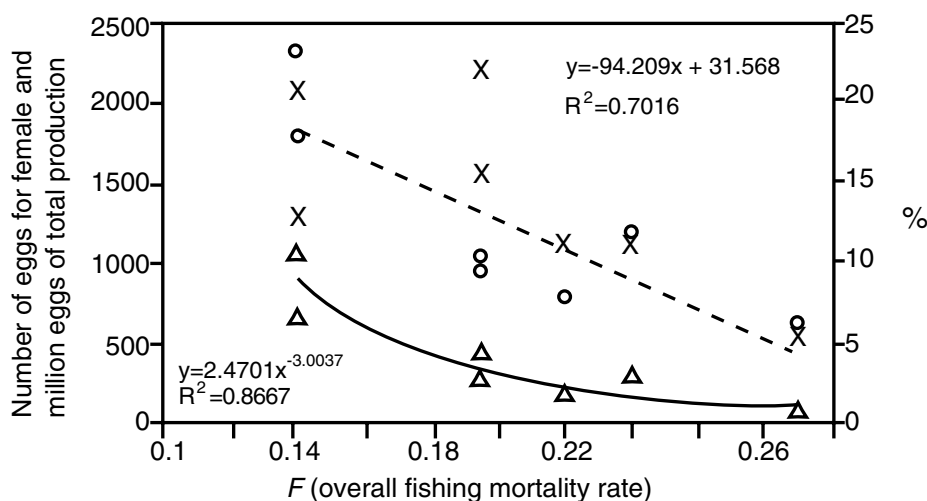 Number of eggs for female and
million eggs of total production
2500
2000
1500
1000
500
0
y=-94.209x + 31.568
R²=0.7016
y=2.4701x^-3.0037
R²=0.8667
25
20
15
10
5
0
%
0.1 0.14 0.18 0.22 0.26
F (overall fishing mortality rate)